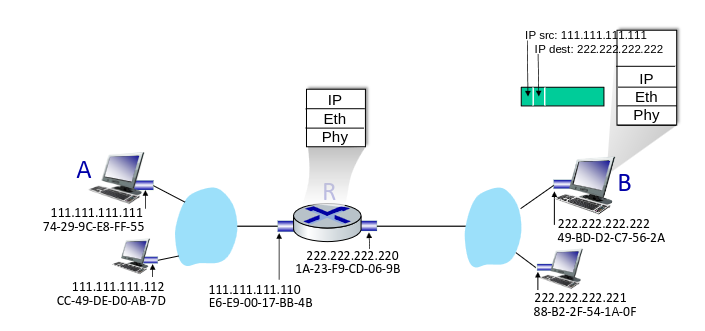 IP src: 111.111.111.111
IP dest: 222.222.222.222
IP
Eth
Phy
IP
Eth
Phy
A
R
B
111.111.111.111
74-29-9C-E8-FF-55
222.222.222.222
49-BD-D2-C7-56-2A
222.222.222.220
1A-23-F9-CD-06-9B
111.111.111.112
CC-49-DE-D0-AB-7D
111.111.111.110
E6-E9-00-17-BB-4B
222.222.222.221
88-B2-2F-54-1A-0F